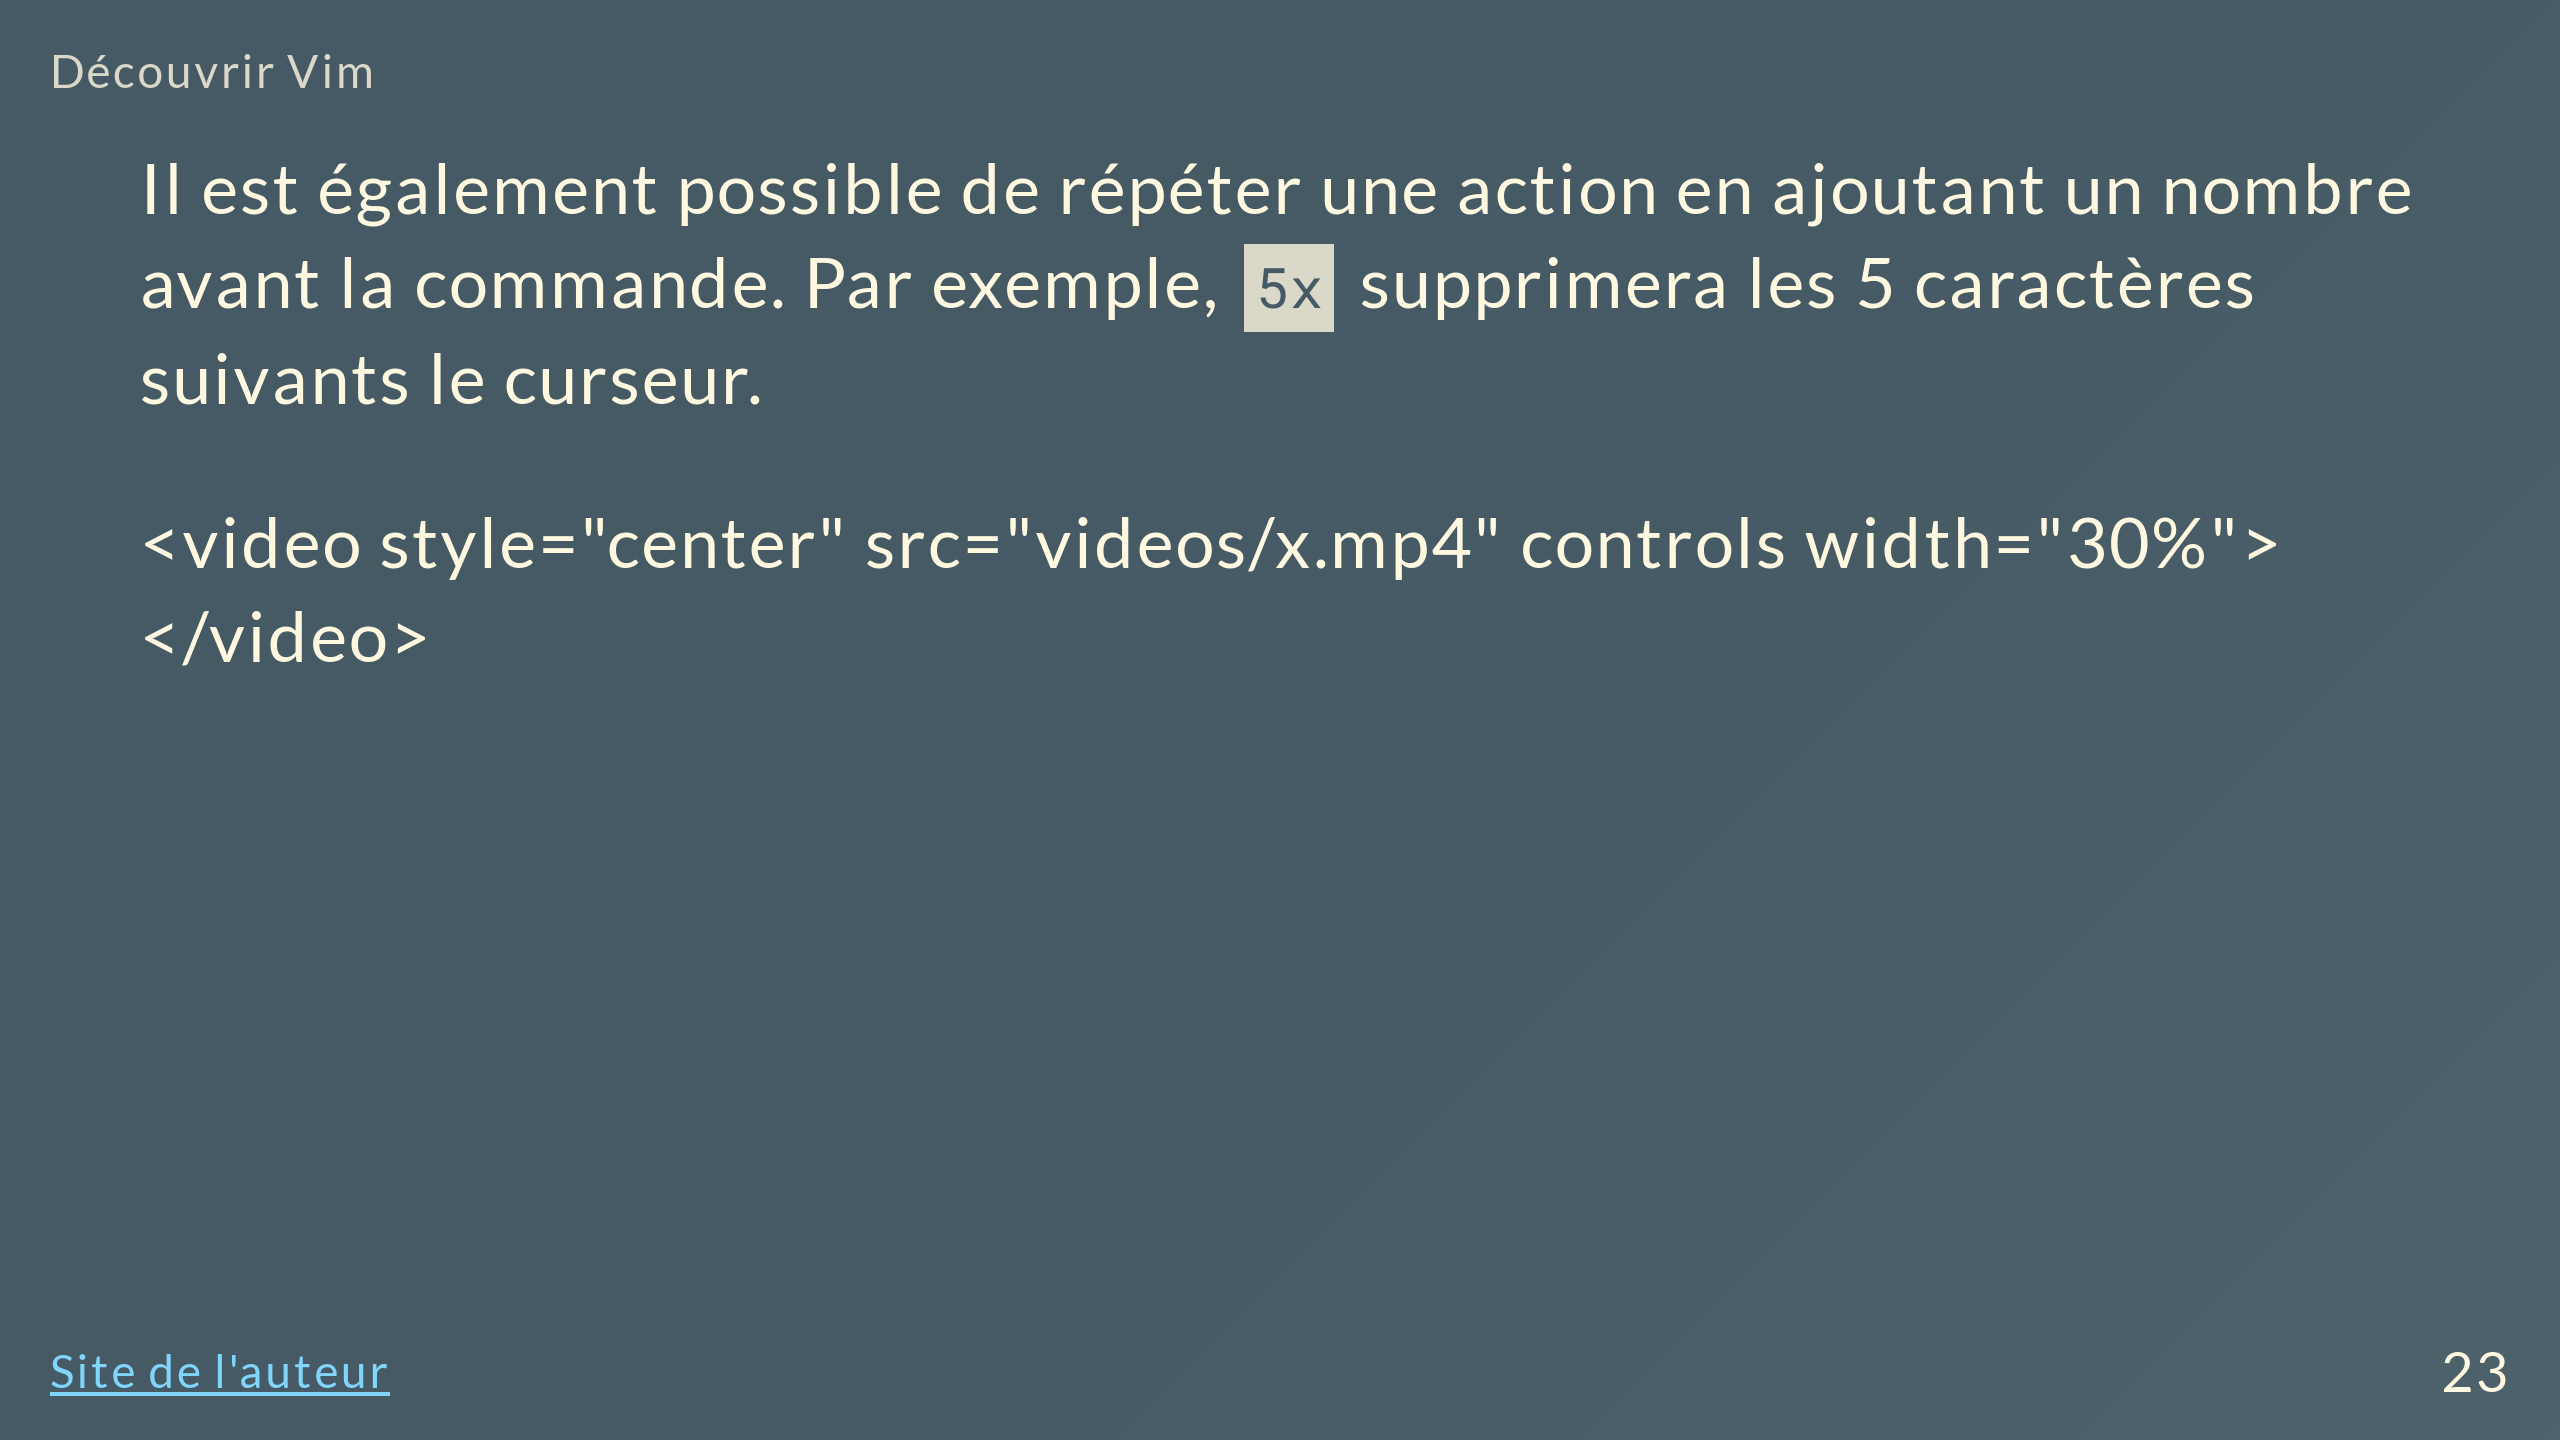 Découvrir Vim
Il est également possible de répéter une action en ajoutant un nombre
avant la commande. Par exemple, 5x supprimera les 5 caractères
suivants le curseur.
<video style="center" src="videos/x.mp4" controls width="30%">
</video>
Site de l'auteur
23